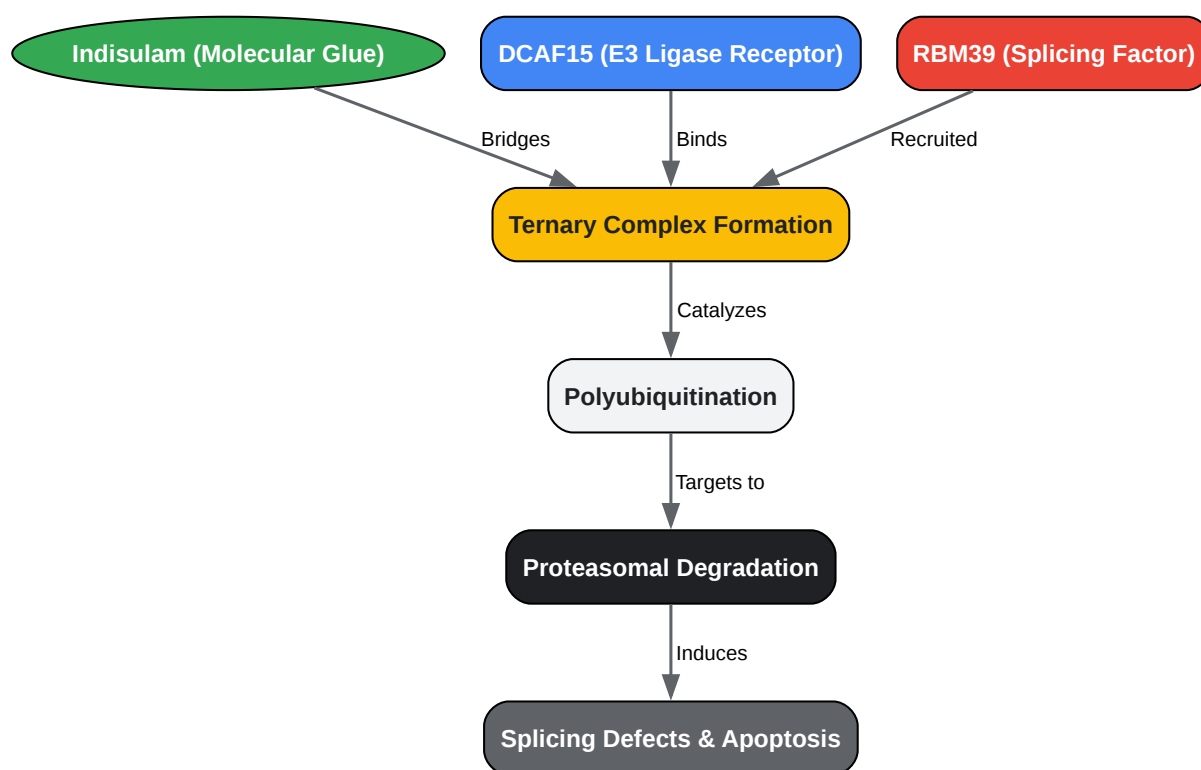 Indisulam (Molecular Glue)
DCAF15 (E3 Ligase Receptor)
RBM39 (Splicing Factor)
Bridges
Binds
Recruited
Ternary Complex Formation
Catalyzes
Polyubiquitination
Targets to
Proteasomal Degradation
Induces
Splicing Defects & Apoptosis